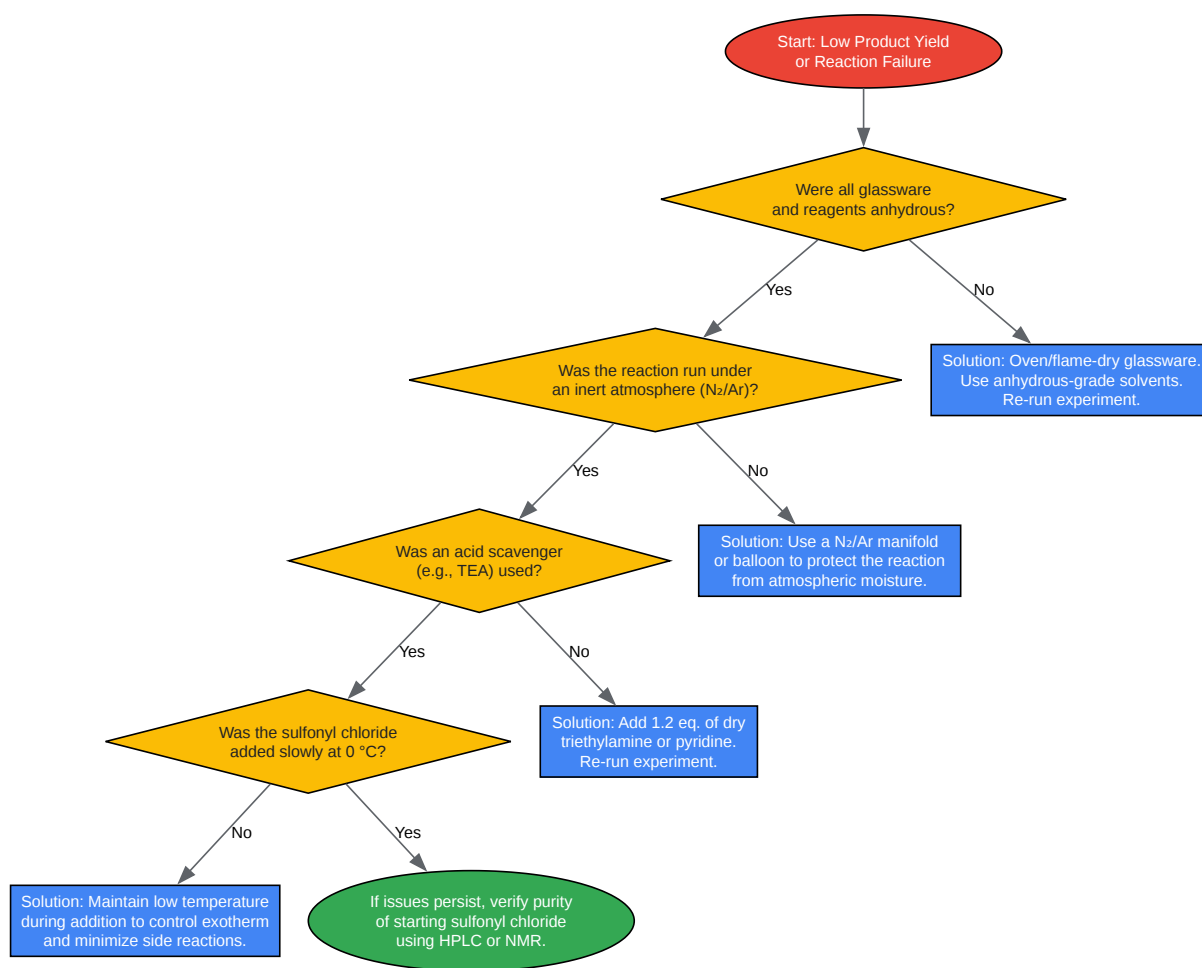 Start: Low Product Yield
or Reaction Failure
Were all glassware
and reagents anhydrous?
Yes
No
Was the reaction run under
an inert atmosphere (N₂/Ar)?
Solution: Oven/flame-dry glassware.
Use anhydrous-grade solvents.
Re-run experiment.
Yes
No
Was an acid scavenger
(e.g., TEA) used?
Solution: Use a N₂/Ar manifold
or balloon to protect the reaction
from atmospheric moisture.
Yes
No
Was the sulfonyl chloride
added slowly at 0 °C?
Solution: Add 1.2 eq. of dry
triethylamine or pyridine.
Re-run experiment.
No
Yes
Solution: Maintain low temperature
during addition to control exotherm
and minimize side reactions.
If issues persist, verify purity
of starting sulfonyl chloride
using HPLC or NMR.